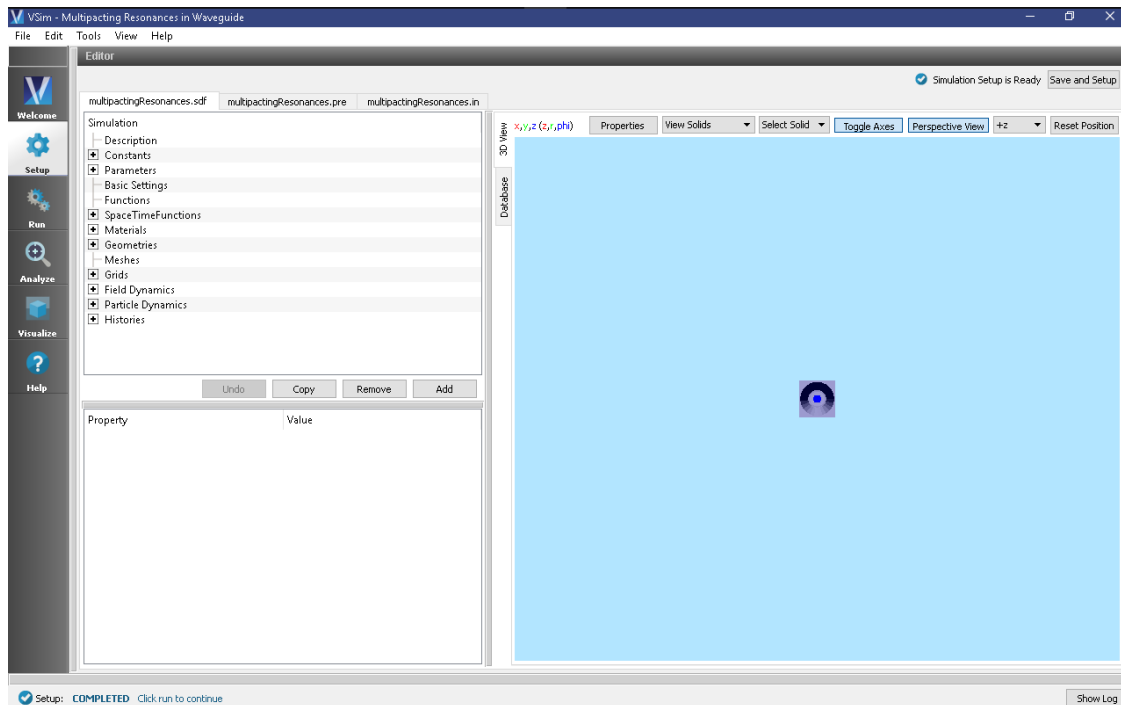 VSim - Multipacting Resonances in Waveguide
File Edit Tools View Help
Editor
Simulation Setup is Ready Save and Setup
multipactingResonances.sdf multipactingResonances.pre multipactingResonances.in
Welcome
Setup
Run
Analyze
Visualize
Help
Simulation
Description
Constants
Parameters
Basic Settings
Functions
SpaceTimeFunctions
Materials
Geometries
Meshes
Grids
Field Dynamics
Particle Dynamics
Histories
Undo Copy Remove Add
Property Value
3D View
Database
x,y,z (z,r,phi) Properties View Solids Select Solid Toggle Axes Perspective View +z Reset Position
Setup: COMPLETED Click run to continue
Show Log